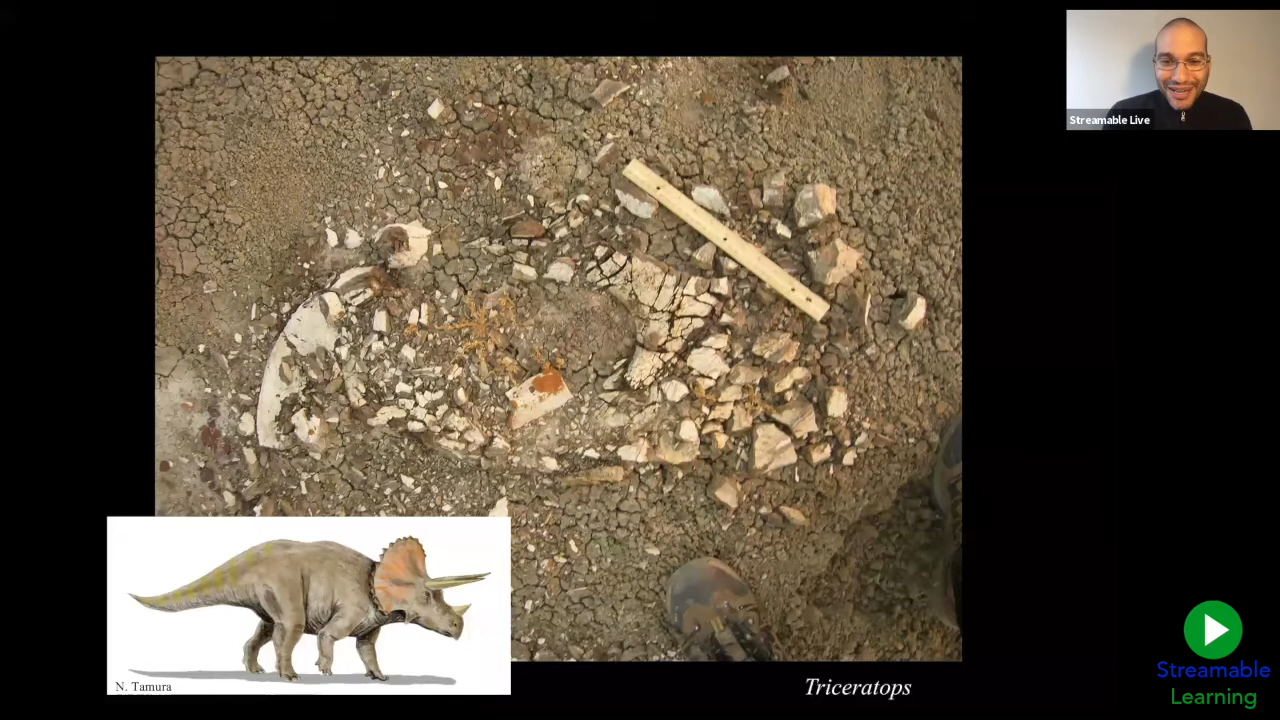 Streamable Live
N. Tamura
Triceratops
Streamable
Learning